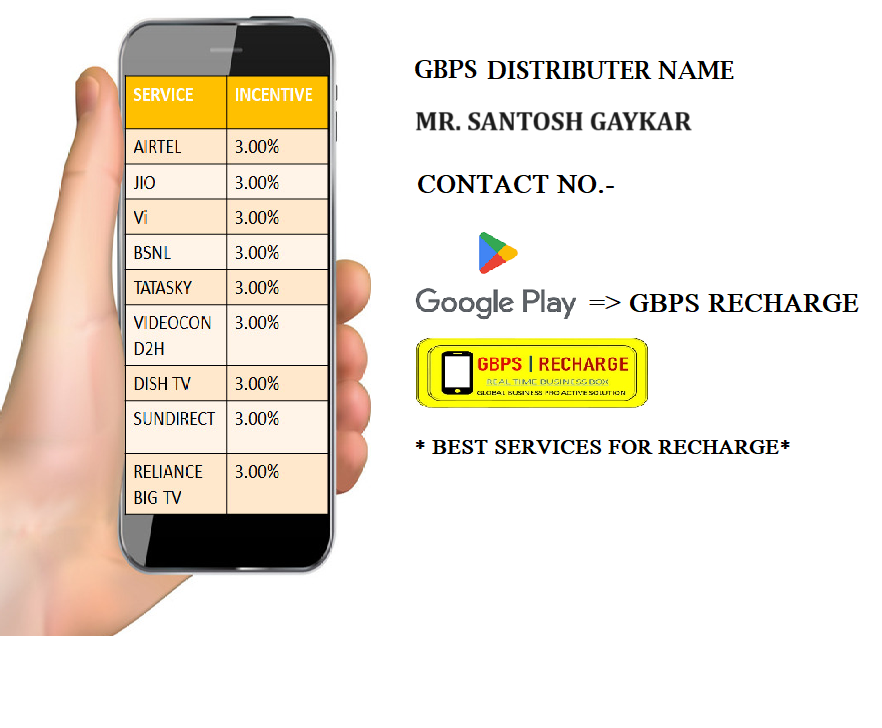 SERVICE INCENTIVE
AIRTEL 3.00%
JIO 3.00%
Vi 3.00%
BSNL 3.00%
TATASKY 3.00%
VIDEOCON 3.00%
D2H
DISH TV 3.00%
SUNDIRECT 3.00%
RELIANCE 3.00%
BIG TV
GBPS DISTRIBUTER NAME
MR. SANTOSH GAYKAR
CONTACT NO.-
Google Play => GBPS RECHARGE
GBPS | RECHARGE
REAL TIME BUSINESS BOX
GLOBAL BUSINESS PRO ACTIVE SOLUTION
* BEST SERVICES FOR RECHARGE*